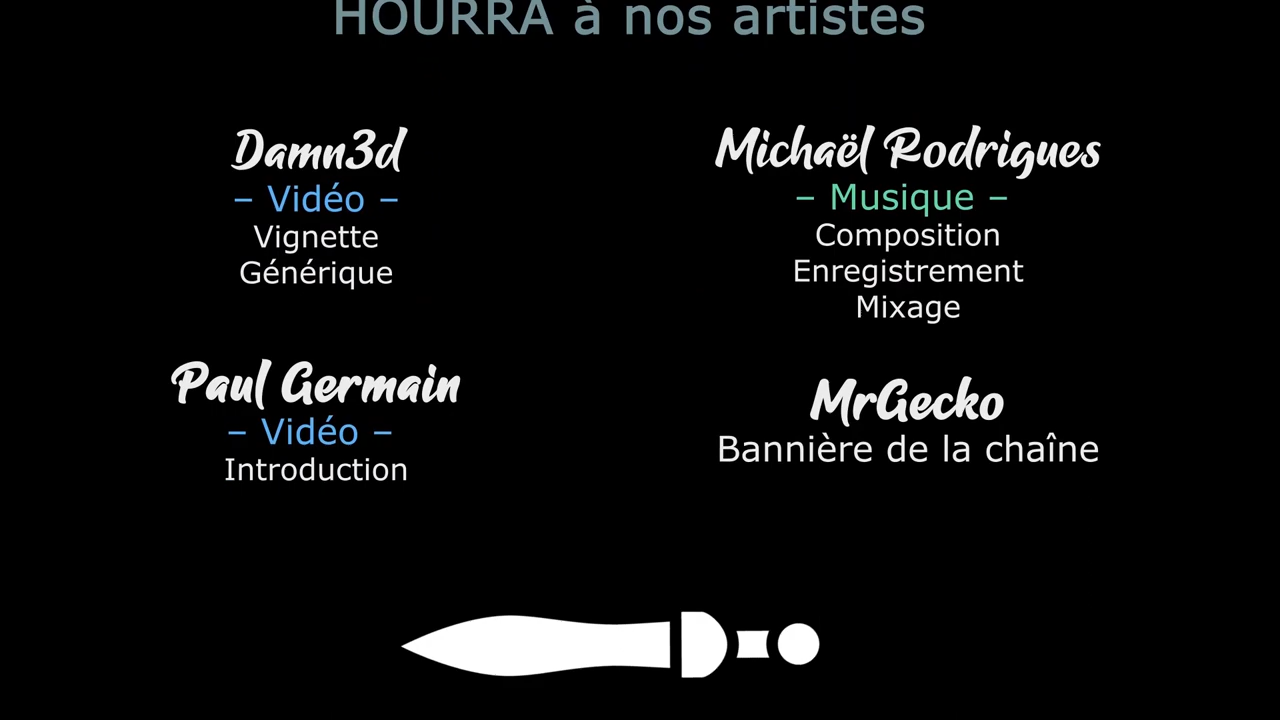 HOURRA à nos artistes
Damn3d
– Vidéo –
Vignette
Générique
Michaël Rodrigues
– Musique –
Composition
Enregistrement
Mixage
Paul Germain
– Vidéo –
Introduction
MrGecko
Bannière de la chaîne